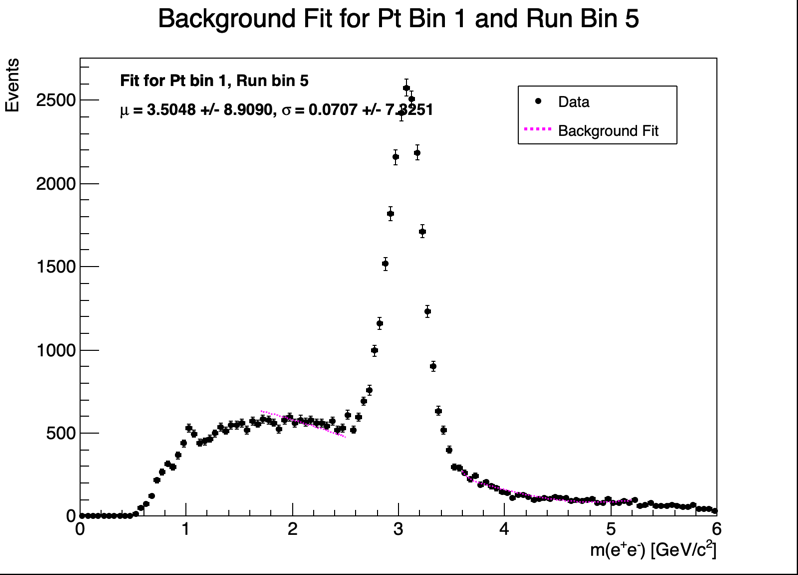 Background Fit for Pt Bin 1 and Run Bin 5
Events
Fit for Pt bin 1, Run bin 5
μ = 3.5048 +/- 8.9090, σ = 0.0707 +/- 7.3251
Data
Background Fit
2500
2000
1500
1000
500
0
0 1 2 3 4 5 6
m(e⁺e⁻) [GeV/c²]